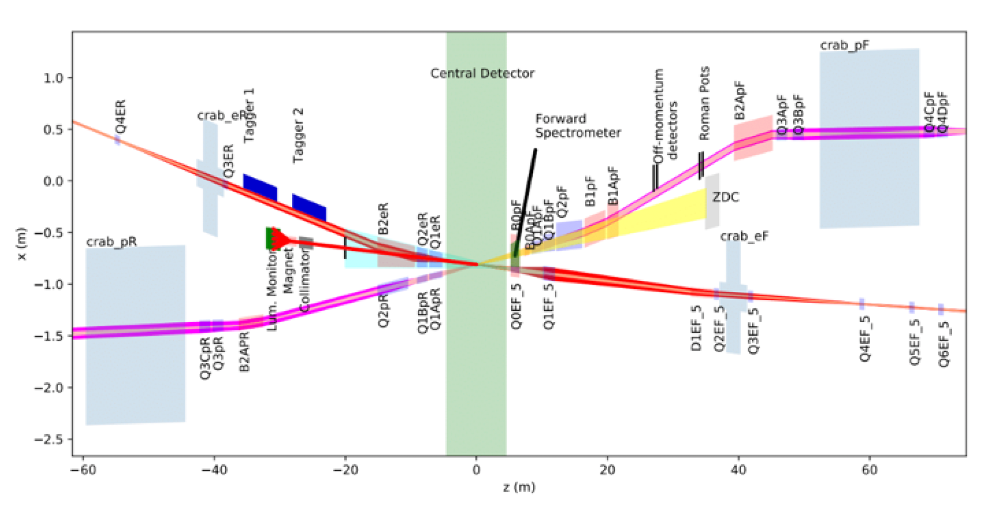 crab_pF
1.0
Central Detector
Q4ER
crab_eR
Tagger 1
Tagger 2
Forward
Spectrometer
Off-momentum
detectors
Roman Pots
B2ApF
Q3ApF
Q3BpF
Q4CpF
Q4DpF
0.5
Q3ER
0.0
B2eR
Q2eR
Q1eR
B0pF
B0ApF
Q1ApF
Q1BpF
Q2pF
B1pF
B1ApF
ZDC
−0.5
crab_pR
crab_eF
x (m)
Lum. Monitor
Magnet
Collimator
−1.0
Q2pR
Q1BpR
Q1ApR
Q0EF_5
Q1EF_5
D1EF_5
Q2EF_5
Q3EF_5
Q4EF_5
Q5EF_5
Q6EF_5
−1.5
Q3CpR
Q3pR
B2APR
−2.0
−2.5
−60
−40
−20
0
20
40
60
z (m)